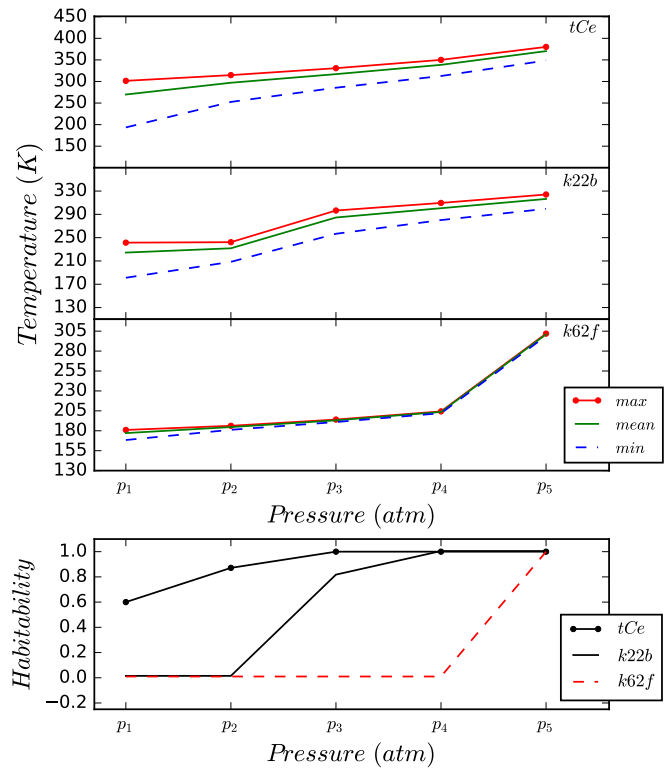 450
400
350
300
250
200
150
tCe
330
290
250
210
170
130
k22b
305
280
255
230
205
180
155
130
k62f
Temperature (K)
max
mean
min
p1 p2 p3 p4 p5
Pressure (atm)
1.0
0.8
0.6
0.4
0.2
0.0
−0.2
Habitability
tCe
k22b
k62f
p1 p2 p3 p4 p5
Pressure (atm)